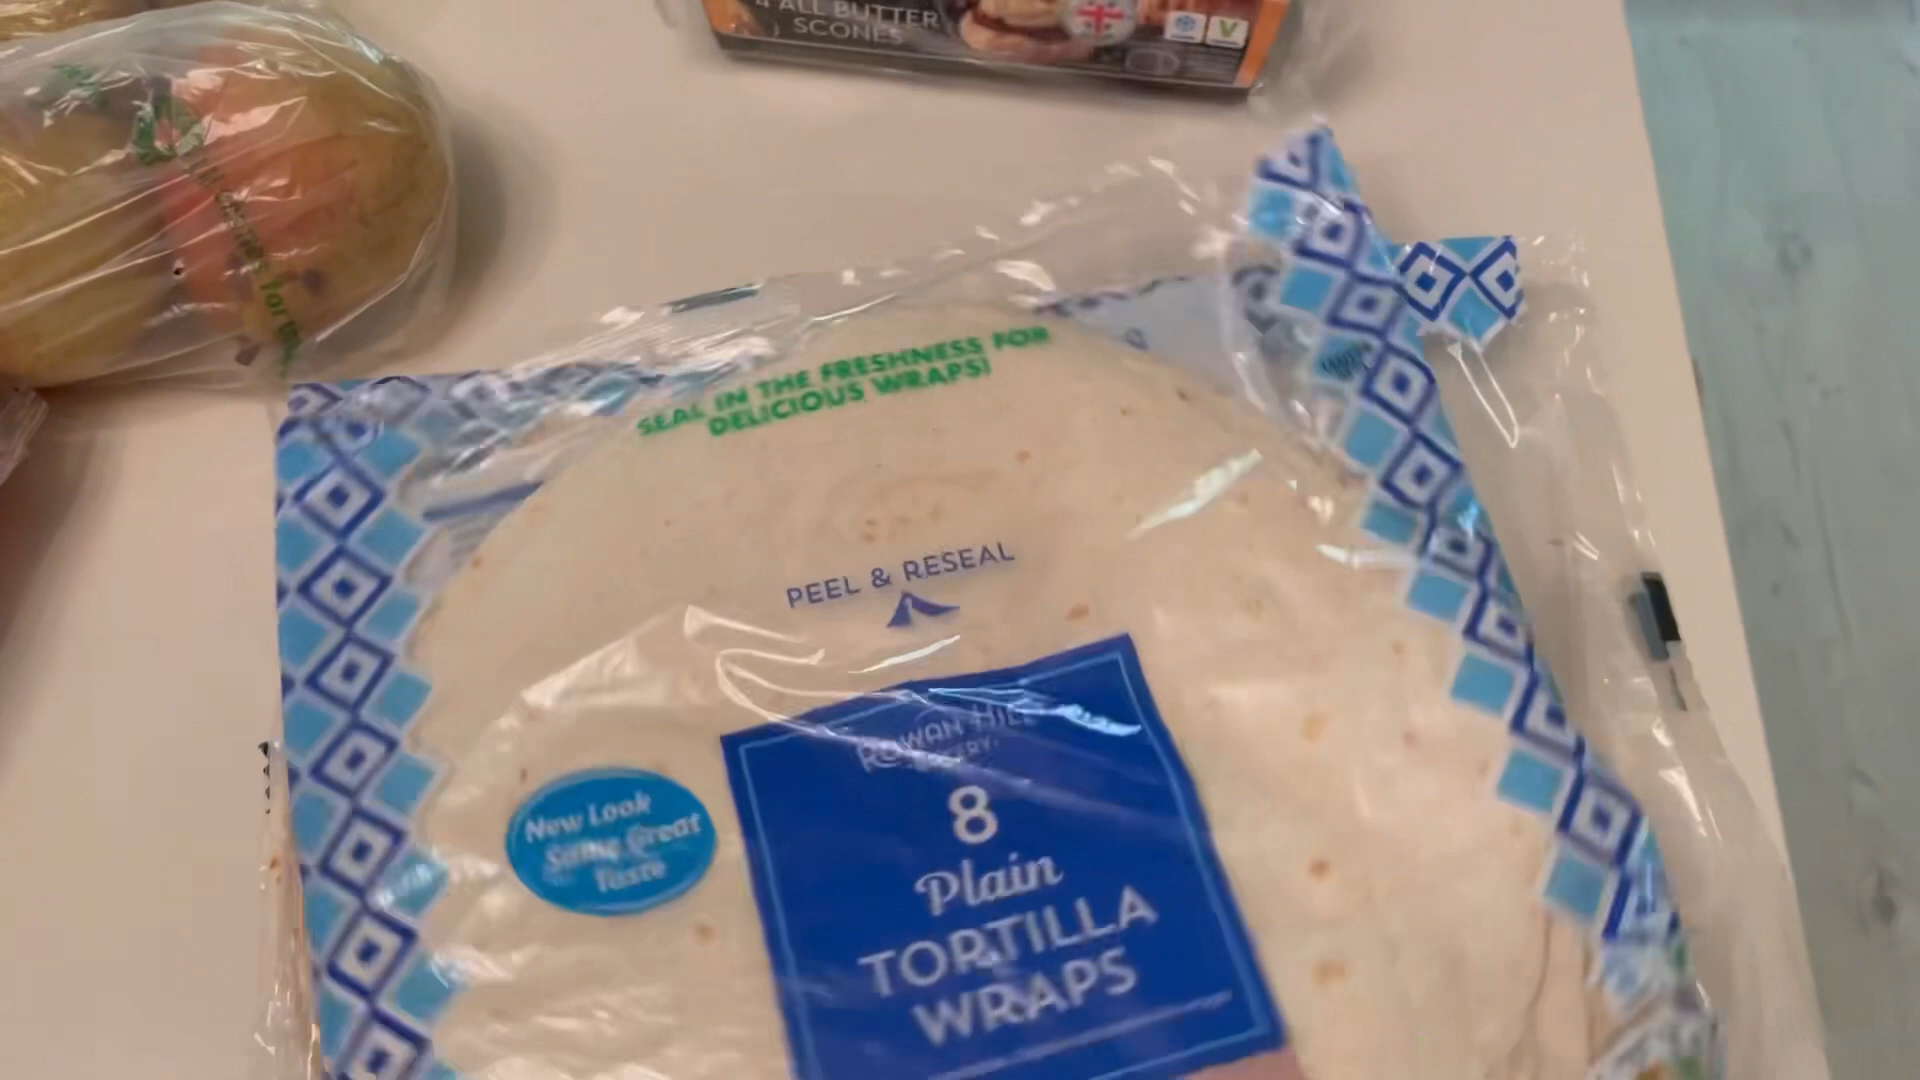 4 ALL BUTTER
SCONES
V
for
SEAL IN THE FRESHNESS FOR
DELICIOUS WRAPS!
PEEL & RESEAL
ROWAN HILL
BAKERY
8
Plain
TORTILLA
WRAPS
New Look
Same Great
Taste